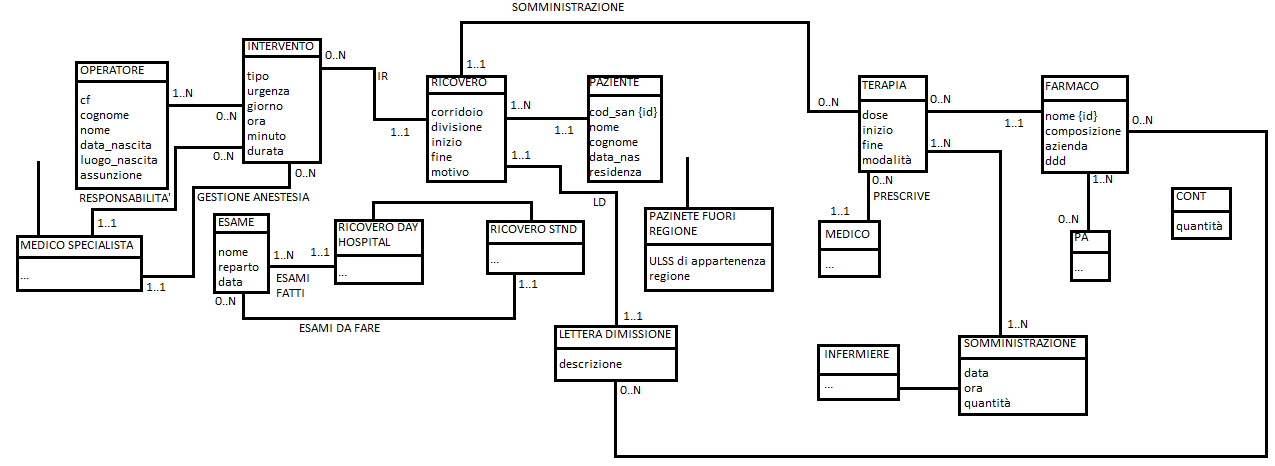 SOMMINISTRAZIONE
OPERATORE
cf
cognome
nome
data_nascita
luogo_nascita
assunzione
1..N
0..N
INTERVENTO
tipo
urgenza
giorno
ora
minuto
durata
0..N
IR
1..1
0..N
0..N
RICOVERO
corridoio
divisione
inizio
fine
motivo
1..1
1..N
1..1
1..1
PAZIENTE
cod_san {id}
nome
cognome
data_nas
residenza
TERAPIA
dose
inizio
fine
modalità
0..N
0..N
1..1
1..N
0..N
FARMACO
nome {id}
composizione
azienda
ddd
0..N
1..N
RESPONSABILITA'
GESTIONE ANESTESIA
1..1
MEDICO SPECIALISTA
...
1..1
ESAME
nome
reparto
data
1..N
1..1
0..N
ESAMI
FATTI
RICOVERO DAY
HOSPITAL
...
RICOVERO STND
...
1..1
ESAMI DA FARE
LD
1..1
PAZINETE FUORI
REGIONE
ULSS di appartenenza
regione
PRESCRIVE
1..1
MEDICO
...
0..N
PA
...
CONT
quantità
LETTERA DIMISSIONE
descrizione
0..N
INFERMIERE
...
1..N
SOMMINISTRAZIONE
data
ora
quantità